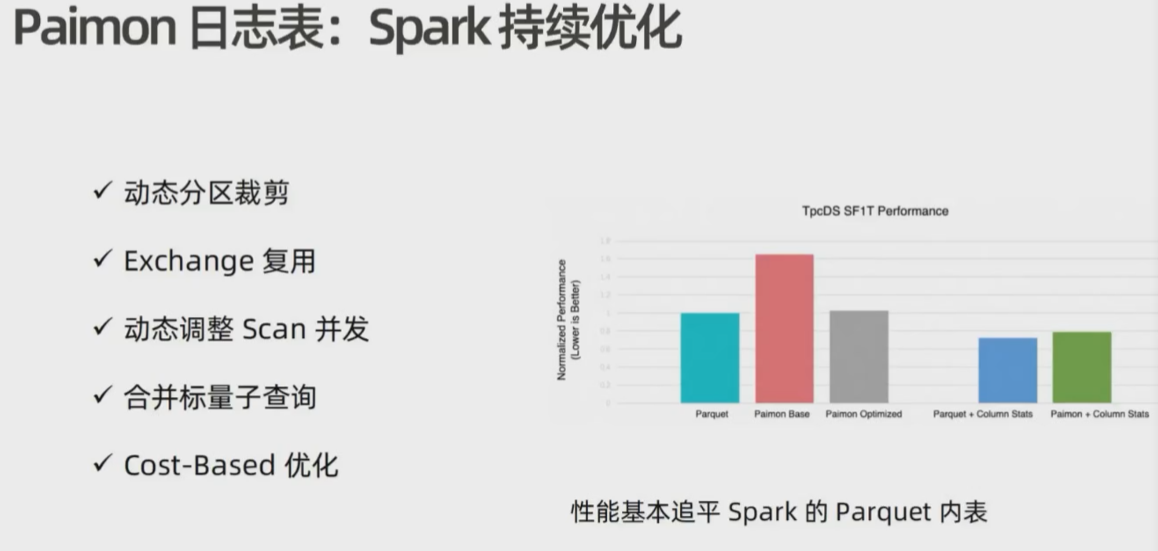 Paimon 日志表：Spark 持续优化
✓ 动态分区裁剪
✓ Exchange 复用
✓ 动态调整 Scan 并发
✓ 合并标量子查询
✓ Cost-Based 优化
TpcDS SF1T Performance
Normalized Performance
(Lower is Better)
1.8
1.6
1.4
1.2
1
0.8
0.6
0.4
0.2
0
Parquet
Paimon Base
Paimon Optimized
Parquet + Column Stats
Paimon + Column Stats
性能基本追平 Spark 的 Parquet 内表